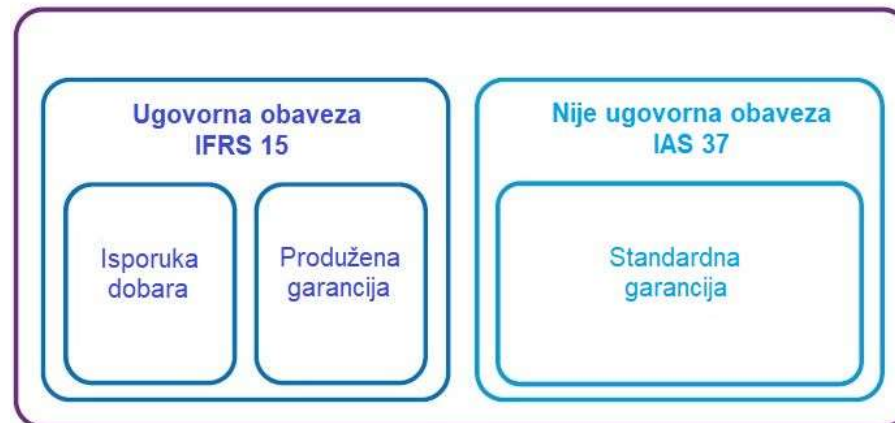 Ugovorna obaveza
IFRS 15
Isporuka
dobara
Produžena
garancija
Nije ugovorna obaveza
IAS 37
Standardna
garancija